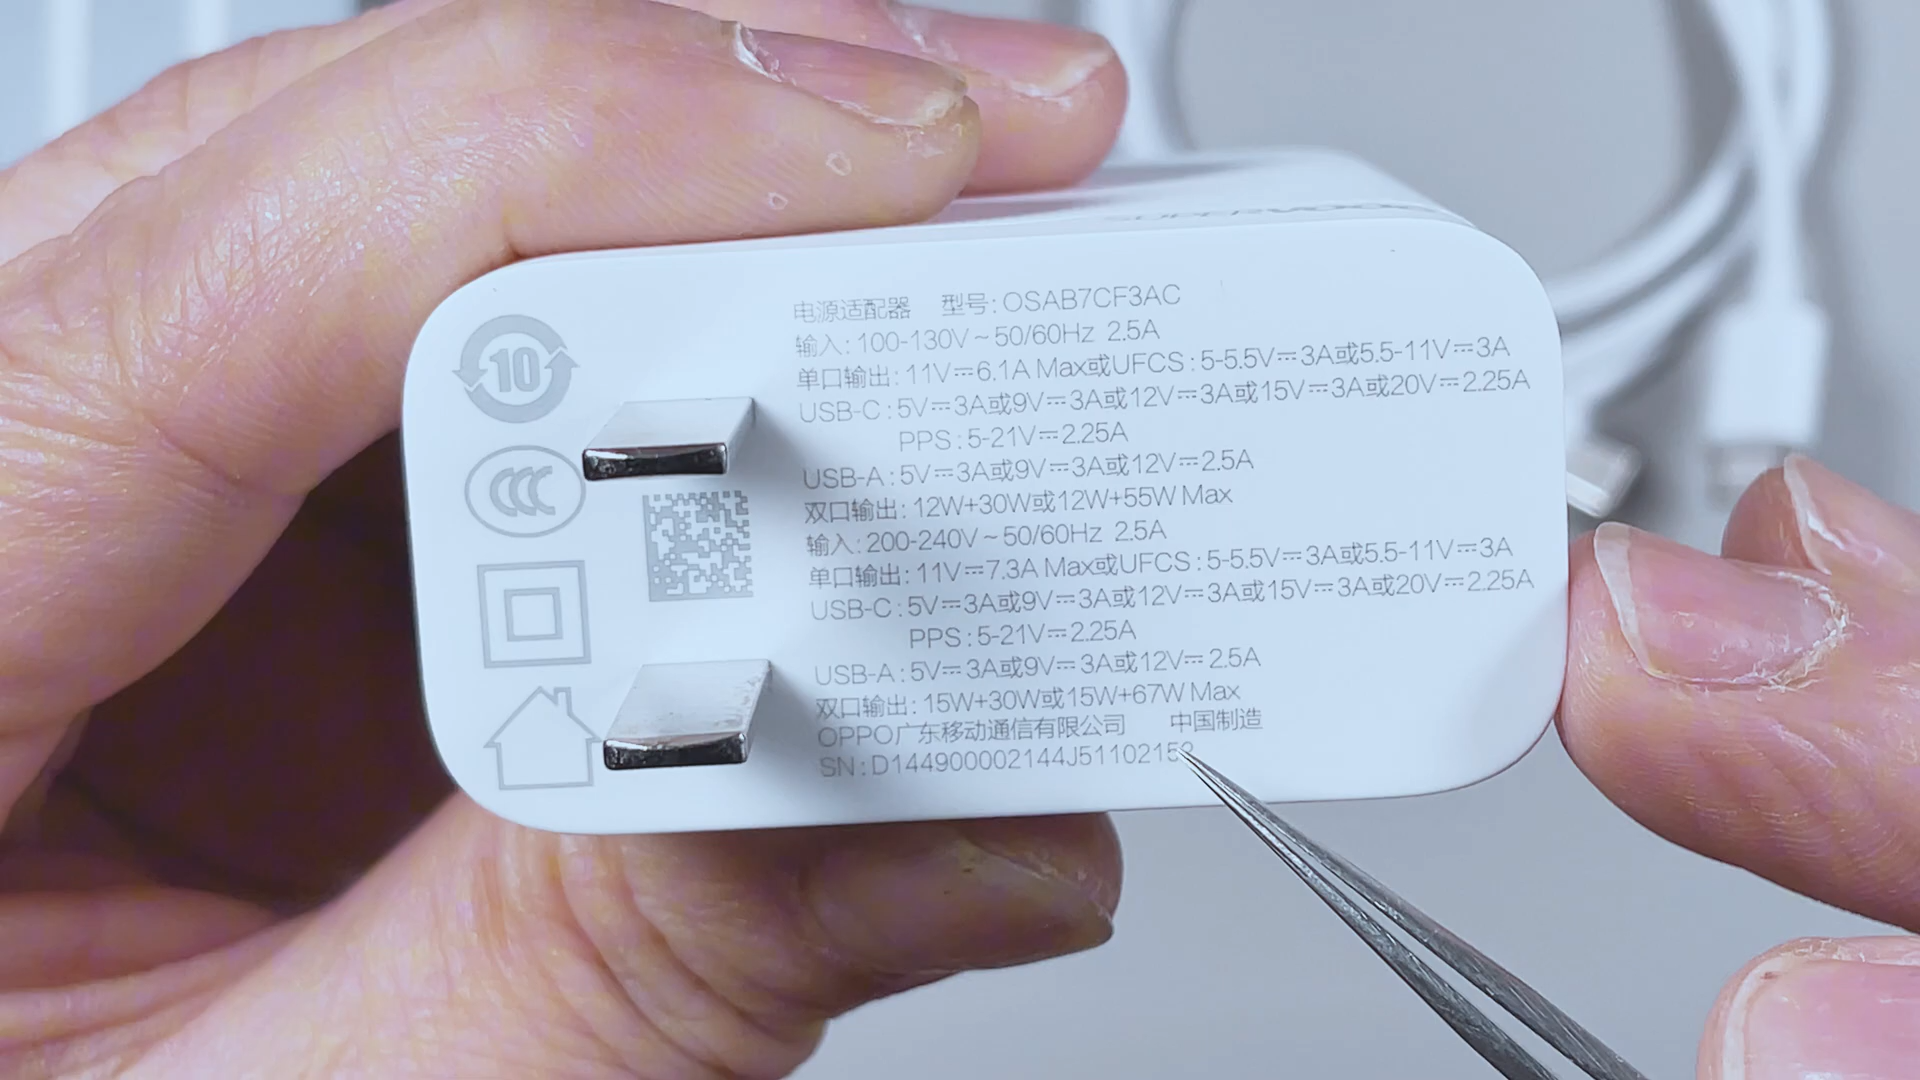 10
电源适配器 型号: OSAB7CF3AC
输入: 100-130V~50/60Hz 2.5A
单口输出: 11V⎓6.1A Max或UFCS: 5-5.5V⎓3A或5.5-11V⎓3A
USB-C: 5V⎓3A或9V⎓3A或12V⎓3A或15V⎓3A或20V⎓2.25A
PPS: 5-21V⎓2.25A
USB-A: 5V⎓3A或9V⎓3A或12V⎓2.5A
双口输出: 12W+30W或12W+55W Max
输入: 200-240V~50/60Hz 2.5A
单口输出: 11V⎓7.3A Max或UFCS: 5-5.5V⎓3A或5.5-11V⎓3A
USB-C: 5V⎓3A或9V⎓3A或12V⎓3A或15V⎓3A或20V⎓2.25A
PPS: 5-21V⎓2.25A
USB-A: 5V⎓3A或9V⎓3A或12V⎓2.5A
双口输出: 15W+30W或15W+67W Max
OPPO广东移动通信有限公司 中国制造
SN: